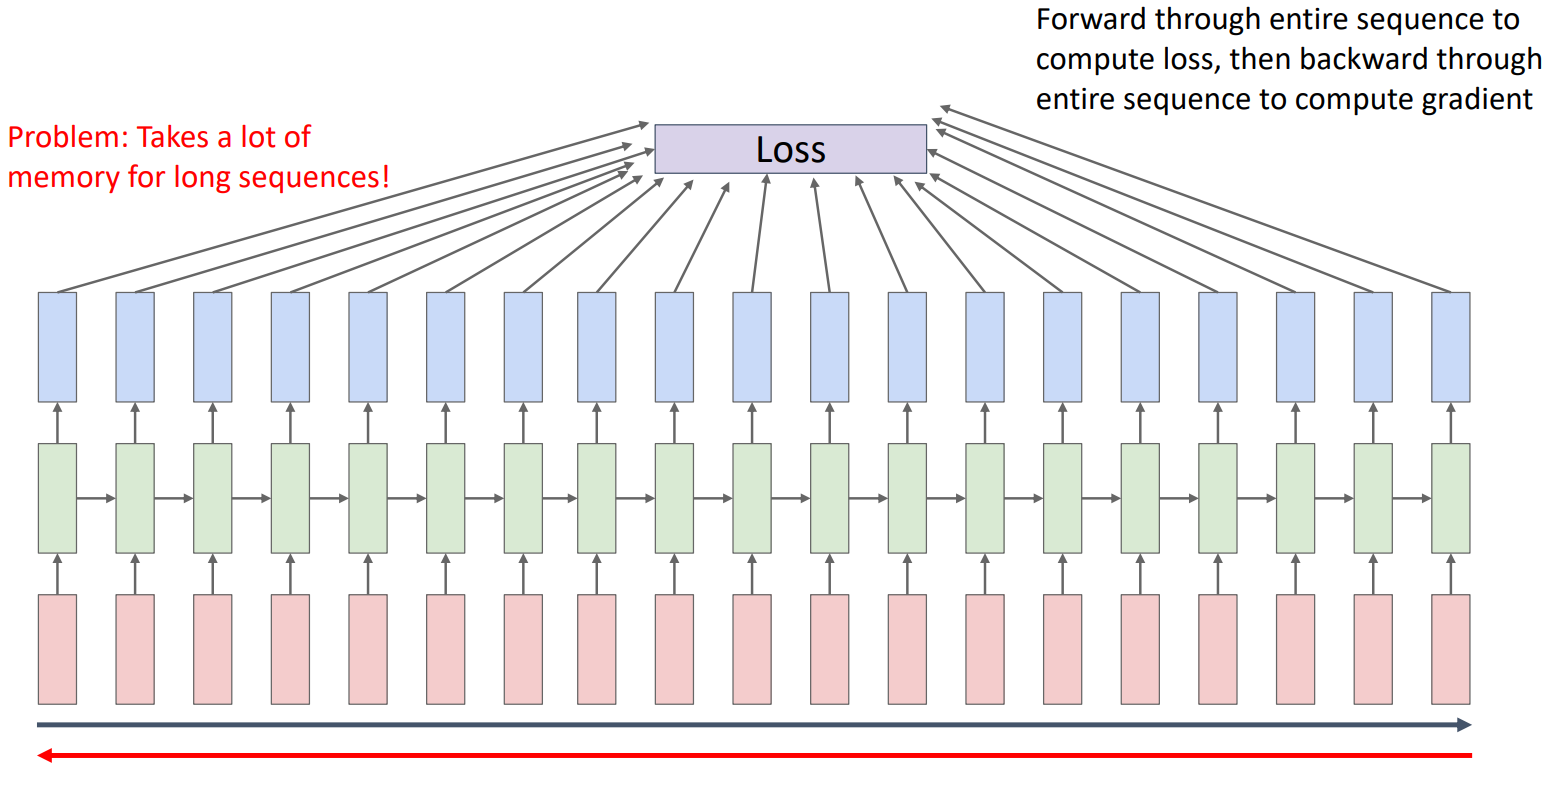 Forward through entire sequence to
compute loss, then backward through
entire sequence to compute gradient
Problem: Takes a lot of
memory for long sequences!
Loss